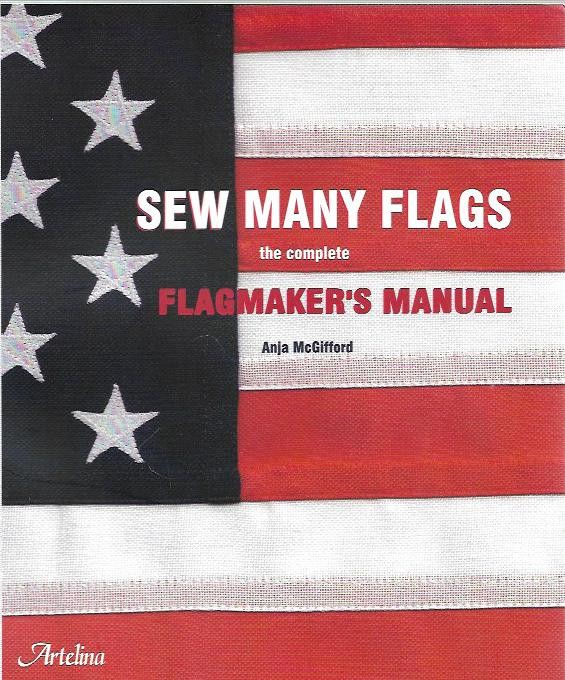 SEW MANY FLAGS
the complete
FLAGMAKER'S MANUAL
Anja McGifford
Artelina